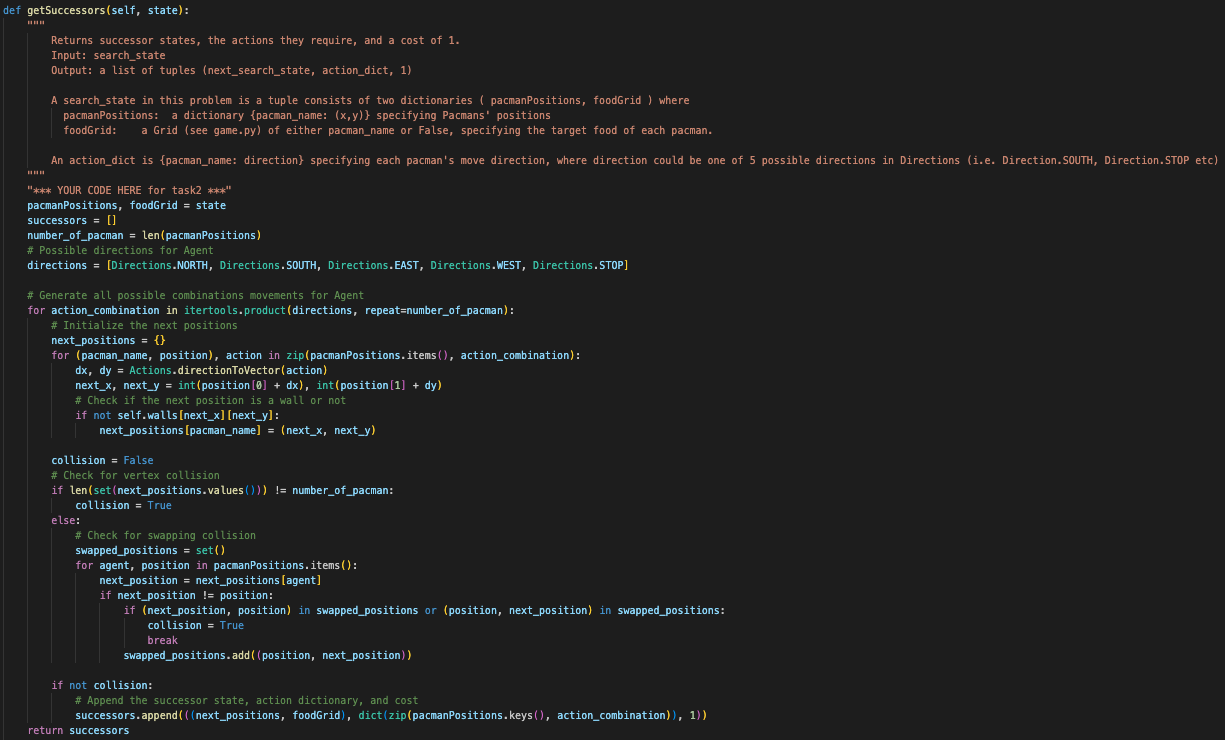 def getSuccessors(self, state):
"""
Returns successor states, the actions they require, and a cost of 1.
Input: search_state
Output: a list of tuples (next_search_state, action_dict, 1)
A search_state in this problem is a tuple consists of two dictionaries ( pacmanPositions, foodGrid ) where
pacmanPositions:  a dictionary {pacman_name: (x,y)} specifying Pacmans' positions
foodGrid:    a Grid (see game.py) of either pacman_name or False, specifying the target food of each pacman.
An action_dict is {pacman_name: direction} specifying each pacman's move direction, where direction could be one of 5 possible directions in Directions (i.e. Direction.SOUTH, Direction.STOP etc)
"""
"*** YOUR CODE HERE for task2 ***"
pacmanPositions, foodGrid = state
successors = []
number_of_pacman = len(pacmanPositions)
# Possible directions for Agent
directions = [Directions.NORTH, Directions.SOUTH, Directions.EAST, Directions.WEST, Directions.STOP]
# Generate all possible combinations movements for Agent
for action_combination in itertools.product(directions, repeat=number_of_pacman):
# Initialize the next positions
next_positions = {}
for (pacman_name, position), action in zip(pacmanPositions.items(), action_combination):
dx, dy = Actions.directionToVector(action)
next_x, next_y = int(position[0] + dx), int(position[1] + dy)
# Check if the next position is a wall or not
if not self.walls[next_x][next_y]:
next_positions[pacman_name] = (next_x, next_y)
collision = False
# Check for vertex collision
if len(set(next_positions.values())) != number_of_pacman:
collision = True
else:
# Check for swapping collision
swapped_positions = set()
for agent, position in pacmanPositions.items():
next_position = next_positions[agent]
if next_position != position:
if (next_position, position) in swapped_positions or (position, next_position) in swapped_positions:
collision = True
break
swapped_positions.add((position, next_position))
if not collision:
# Append the successor state, action dictionary, and cost
successors.append(((next_positions, foodGrid), dict(zip(pacmanPositions.keys(), action_combination)), 1))
return successors